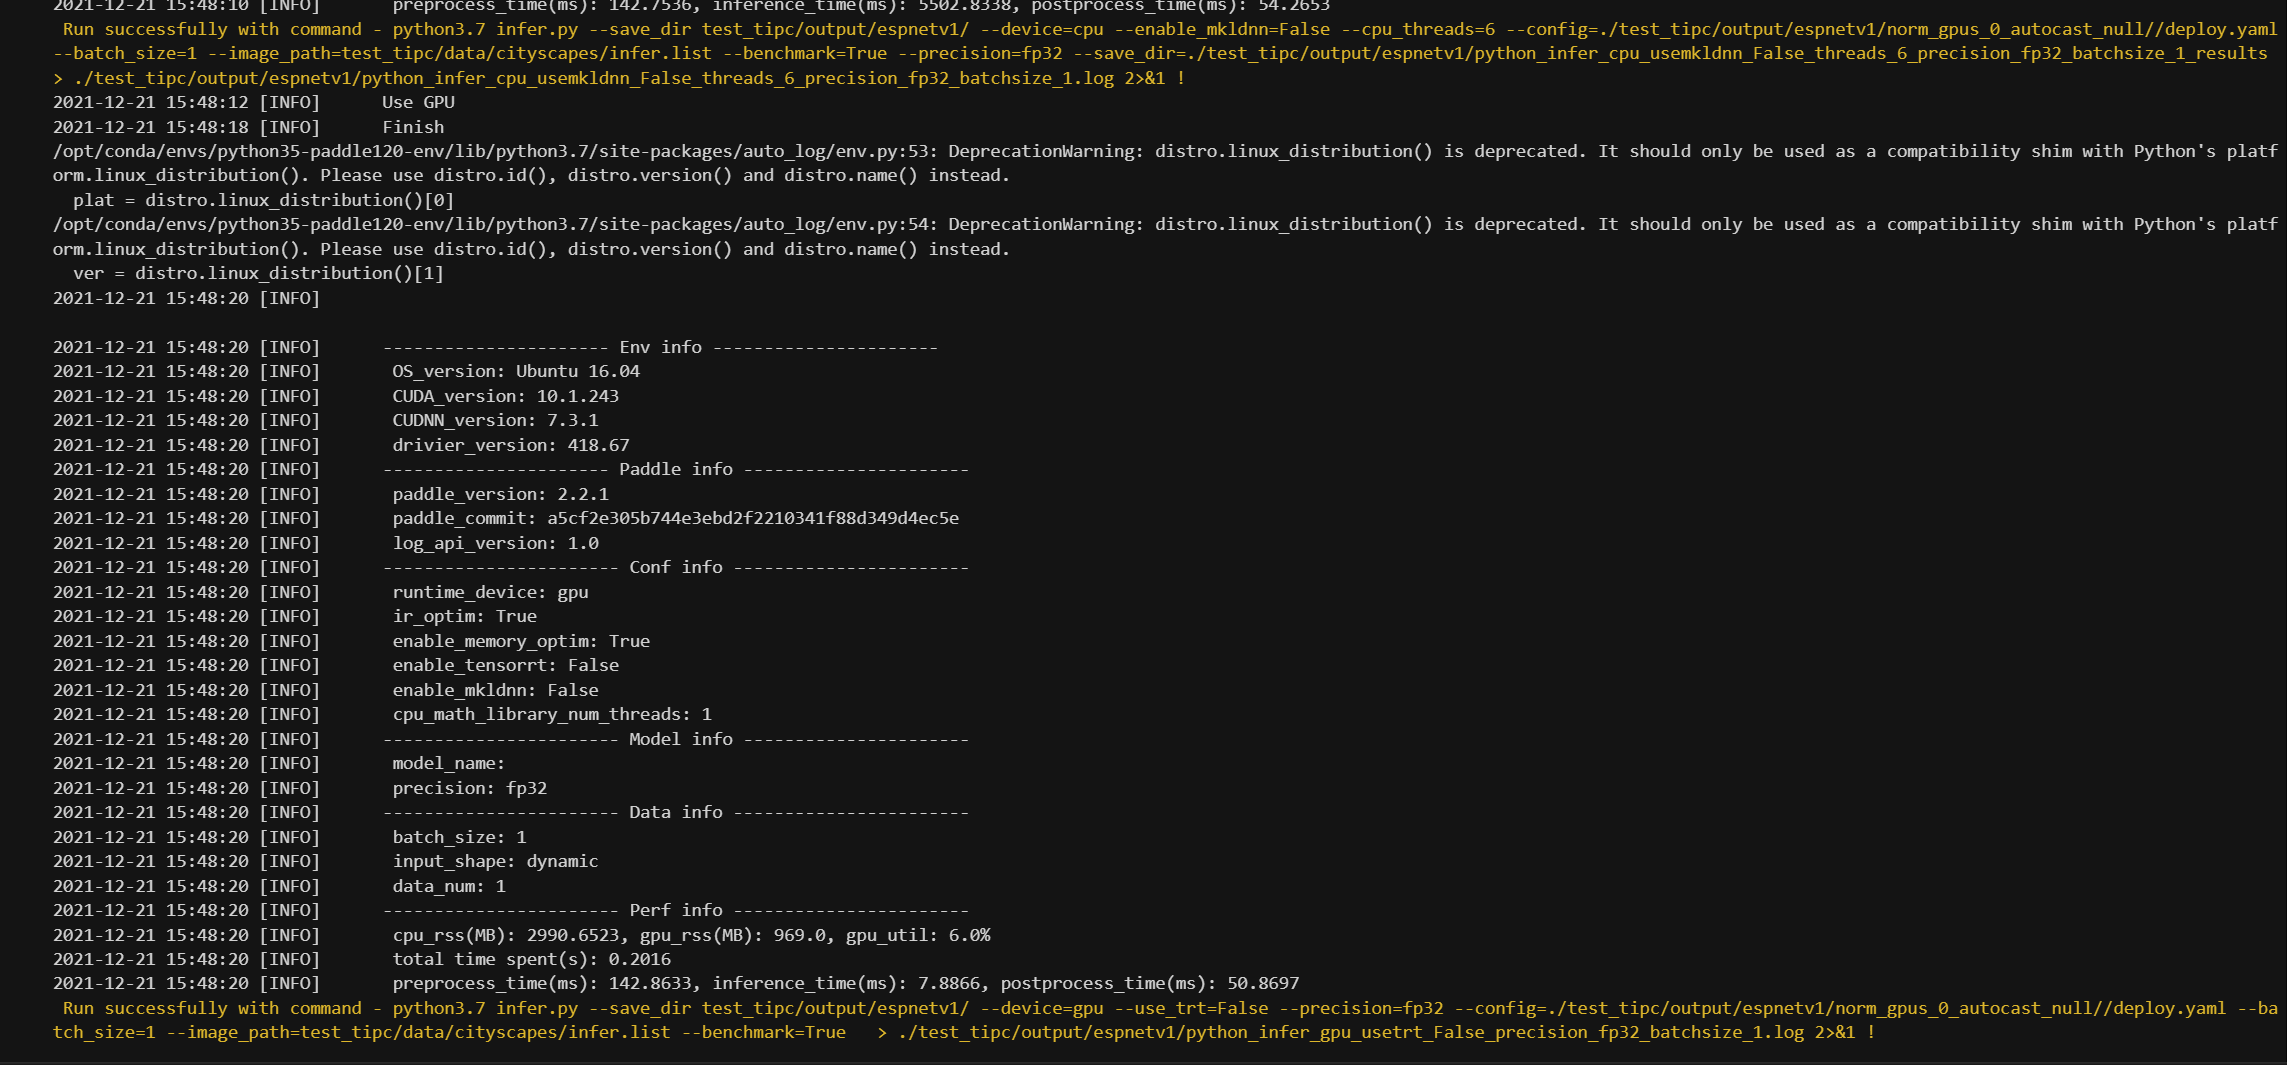 2021-12-21 15:48:10 [INFO]      preprocess_time(ms): 142.7536, inference_time(ms): 5502.8338, postprocess_time(ms): 54.2653
Run successfully with command - python3.7 infer.py --save_dir test_tipc/output/espnetv1/ --device=cpu --enable_mkldnn=False --cpu_threads=6 --config=./test_tipc/output/espnetv1/norm_gpus_0_autocast_null//deploy.yaml
--batch_size=1 --image_path=test_tipc/data/cityscapes/infer.list --benchmark=True --precision=fp32 --save_dir=./test_tipc/output/espnetv1/python_infer_cpu_usemkldnn_False_threads_6_precision_fp32_batchsize_1_results
> ./test_tipc/output/espnetv1/python_infer_cpu_usemkldnn_False_threads_6_precision_fp32_batchsize_1.log 2>&1 !
2021-12-21 15:48:12 [INFO]      Use GPU
2021-12-21 15:48:18 [INFO]      Finish
/opt/conda/envs/python35-paddle120-env/lib/python3.7/site-packages/auto_log/env.py:53: DeprecationWarning: distro.linux_distribution() is deprecated. It should only be used as a compatibility shim with Python's platf
orm.linux_distribution(). Please use distro.id(), distro.version() and distro.name() instead.
  plat = distro.linux_distribution()[0]
/opt/conda/envs/python35-paddle120-env/lib/python3.7/site-packages/auto_log/env.py:54: DeprecationWarning: distro.linux_distribution() is deprecated. It should only be used as a compatibility shim with Python's platf
orm.linux_distribution(). Please use distro.id(), distro.version() and distro.name() instead.
  ver = distro.linux_distribution()[1]
2021-12-21 15:48:20 [INFO]
2021-12-21 15:48:20 [INFO]      ---------------------- Env info ----------------------
2021-12-21 15:48:20 [INFO]       OS_version: Ubuntu 16.04
2021-12-21 15:48:20 [INFO]       CUDA_version: 10.1.243
2021-12-21 15:48:20 [INFO]       CUDNN_version: 7.3.1
2021-12-21 15:48:20 [INFO]       drivier_version: 418.67
2021-12-21 15:48:20 [INFO]      ---------------------- Paddle info ----------------------
2021-12-21 15:48:20 [INFO]       paddle_version: 2.2.1
2021-12-21 15:48:20 [INFO]       paddle_commit: a5cf2e305b744e3ebd2f2210341f88d349d4ec5e
2021-12-21 15:48:20 [INFO]       log_api_version: 1.0
2021-12-21 15:48:20 [INFO]      ----------------------- Conf info -----------------------
2021-12-21 15:48:20 [INFO]       runtime_device: gpu
2021-12-21 15:48:20 [INFO]       ir_optim: True
2021-12-21 15:48:20 [INFO]       enable_memory_optim: True
2021-12-21 15:48:20 [INFO]       enable_tensorrt: False
2021-12-21 15:48:20 [INFO]       enable_mkldnn: False
2021-12-21 15:48:20 [INFO]       cpu_math_library_num_threads: 1
2021-12-21 15:48:20 [INFO]      ----------------------- Model info ----------------------
2021-12-21 15:48:20 [INFO]       model_name:
2021-12-21 15:48:20 [INFO]       precision: fp32
2021-12-21 15:48:20 [INFO]      ----------------------- Data info -----------------------
2021-12-21 15:48:20 [INFO]       batch_size: 1
2021-12-21 15:48:20 [INFO]       input_shape: dynamic
2021-12-21 15:48:20 [INFO]       data_num: 1
2021-12-21 15:48:20 [INFO]      ----------------------- Perf info -----------------------
2021-12-21 15:48:20 [INFO]       cpu_rss(MB): 2990.6523, gpu_rss(MB): 969.0, gpu_util: 6.0%
2021-12-21 15:48:20 [INFO]       total time spent(s): 0.2016
2021-12-21 15:48:20 [INFO]       preprocess_time(ms): 142.8633, inference_time(ms): 7.8866, postprocess_time(ms): 50.8697
Run successfully with command - python3.7 infer.py --save_dir test_tipc/output/espnetv1/ --device=gpu --use_trt=False --precision=fp32 --config=./test_tipc/output/espnetv1/norm_gpus_0_autocast_null//deploy.yaml --ba
tch_size=1 --image_path=test_tipc/data/cityscapes/infer.list --benchmark=True   > ./test_tipc/output/espnetv1/python_infer_gpu_usetrt_False_precision_fp32_batchsize_1.log 2>&1 !